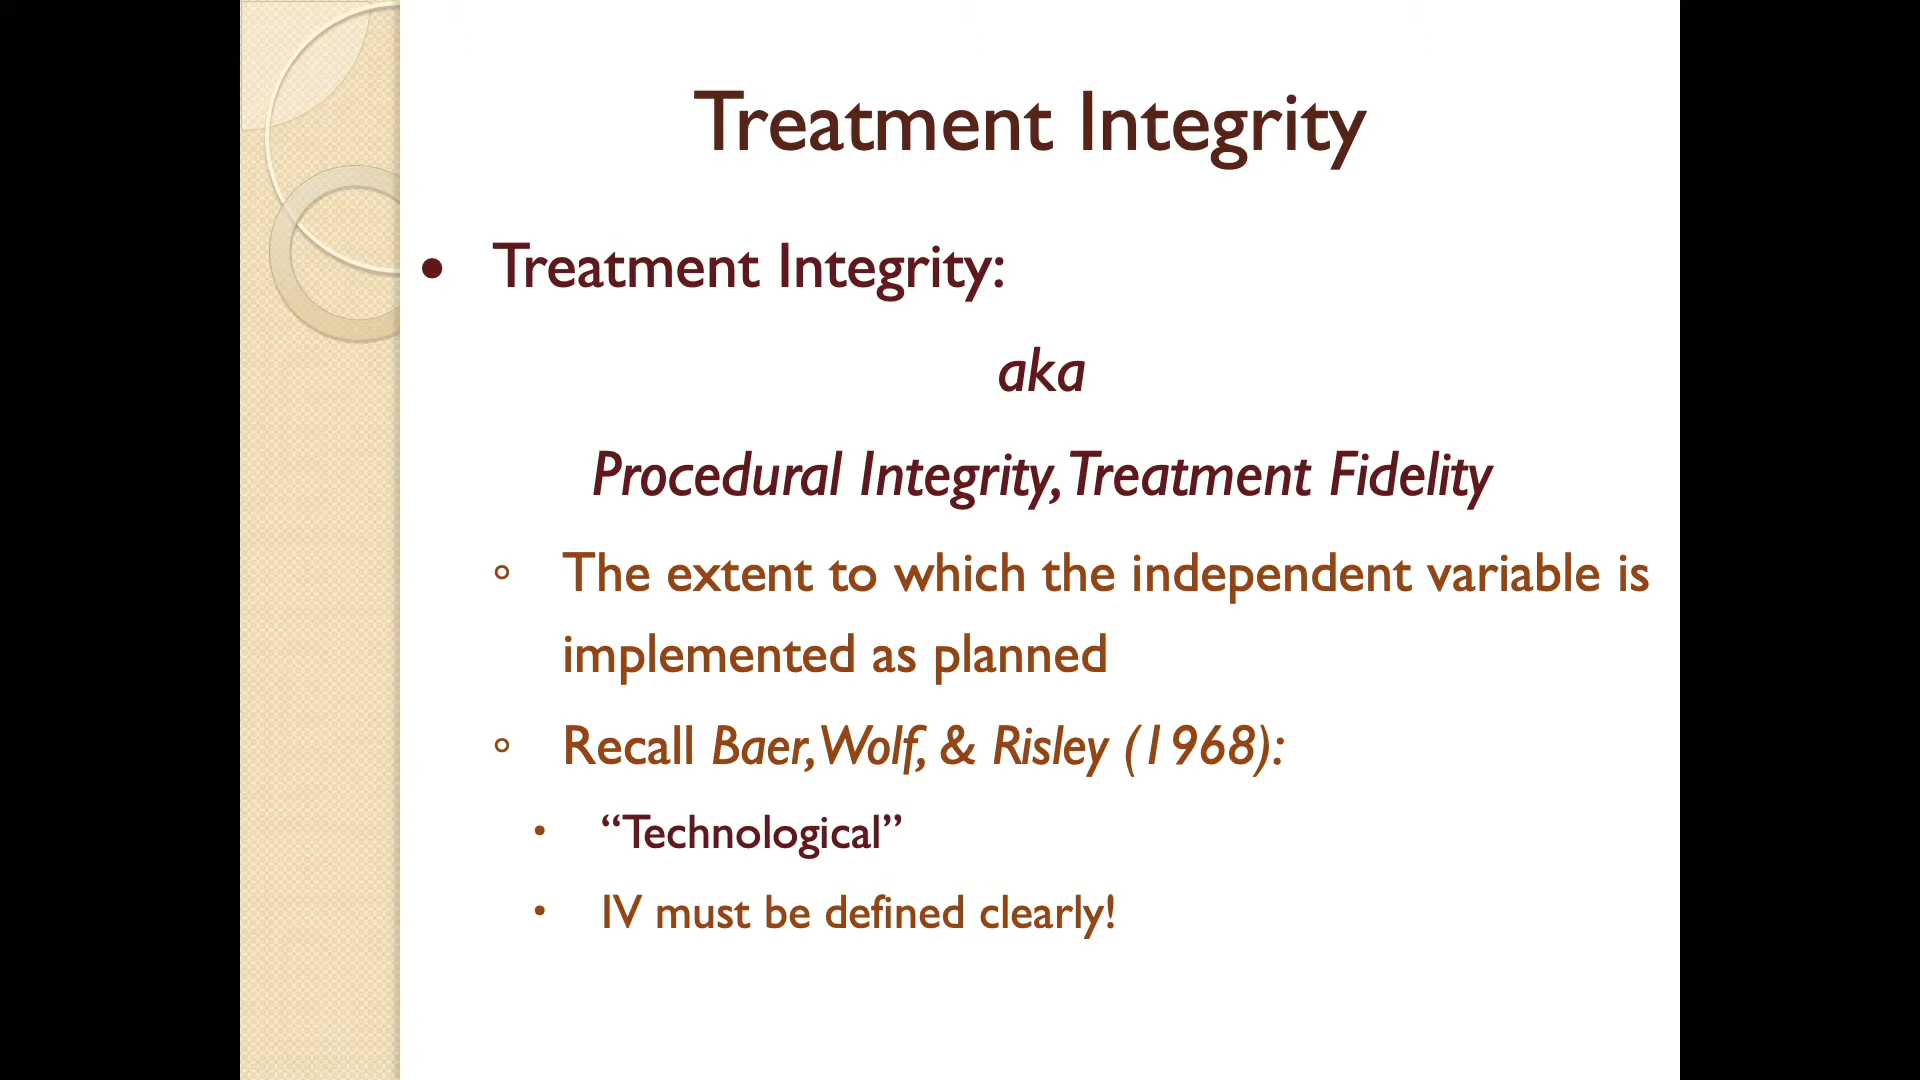 Treatment Integrity
• Treatment Integrity:
aka
Procedural Integrity, Treatment Fidelity
◦ The extent to which the independent variable is
implemented as planned
◦ Recall Baer, Wolf, & Risley (1968):
• “Technological”
• IV must be defined clearly!